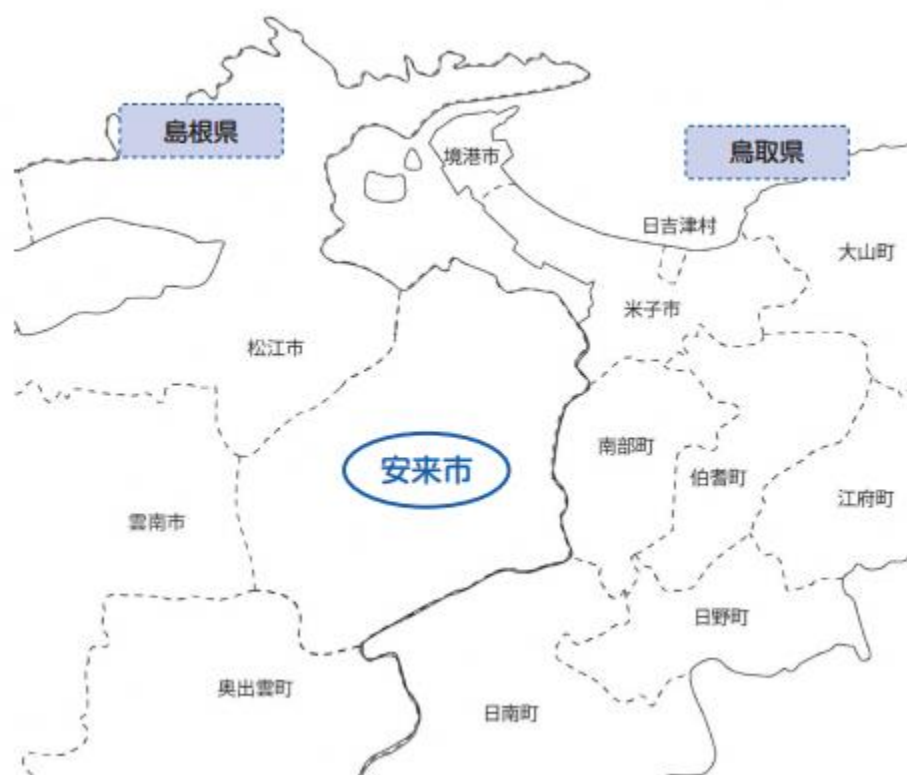 島根県
鳥取県
境港市
日吉津村
大山町
米子市
松江市
安来市
南部町
伯耆町
江府町
雲南市
日野町
奥出雲町
日南町